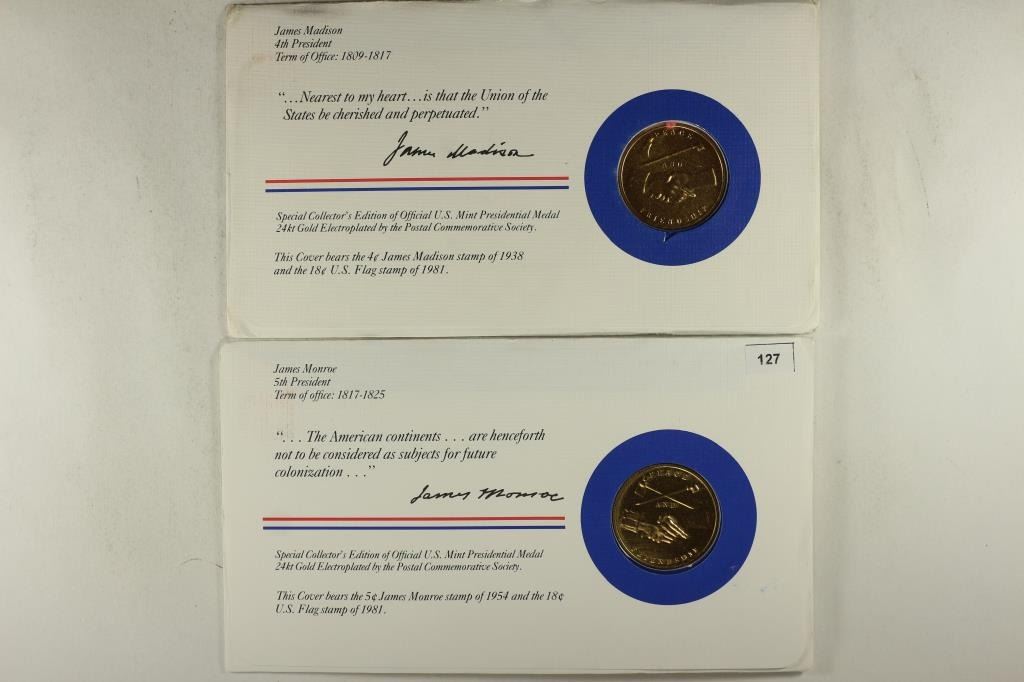 James Madison
4th President
Term of Office: 1809-1817
“...Nearest to my heart...is that the Union of the
States be cherished and perpetuated.”
James Madison
Special Collector's Edition of Official U.S. Mint Presidential Medal
24kt Gold Electroplated by the Postal Commemorative Society.
This Cover bears the 4¢ James Madison stamp of 1938
and the 18¢ U.S. Flag stamp of 1981.
PEACE
AND
FRIENDSHIP
127
James Monroe
5th President
Term of office: 1817-1825
“. . . The American continents . . . are henceforth
not to be considered as subjects for future
colonization . . .”
James Monroe
Special Collector's Edition of Official U.S. Mint Presidential Medal
24kt Gold Electroplated by the Postal Commemorative Society.
This Cover bears the 5¢ James Monroe stamp of 1954 and the 18¢
U.S. Flag stamp of 1981.
PEACE
AND
FRIENDSHIP